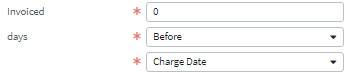 Invoiced * 0
days * Before
* Charge Date